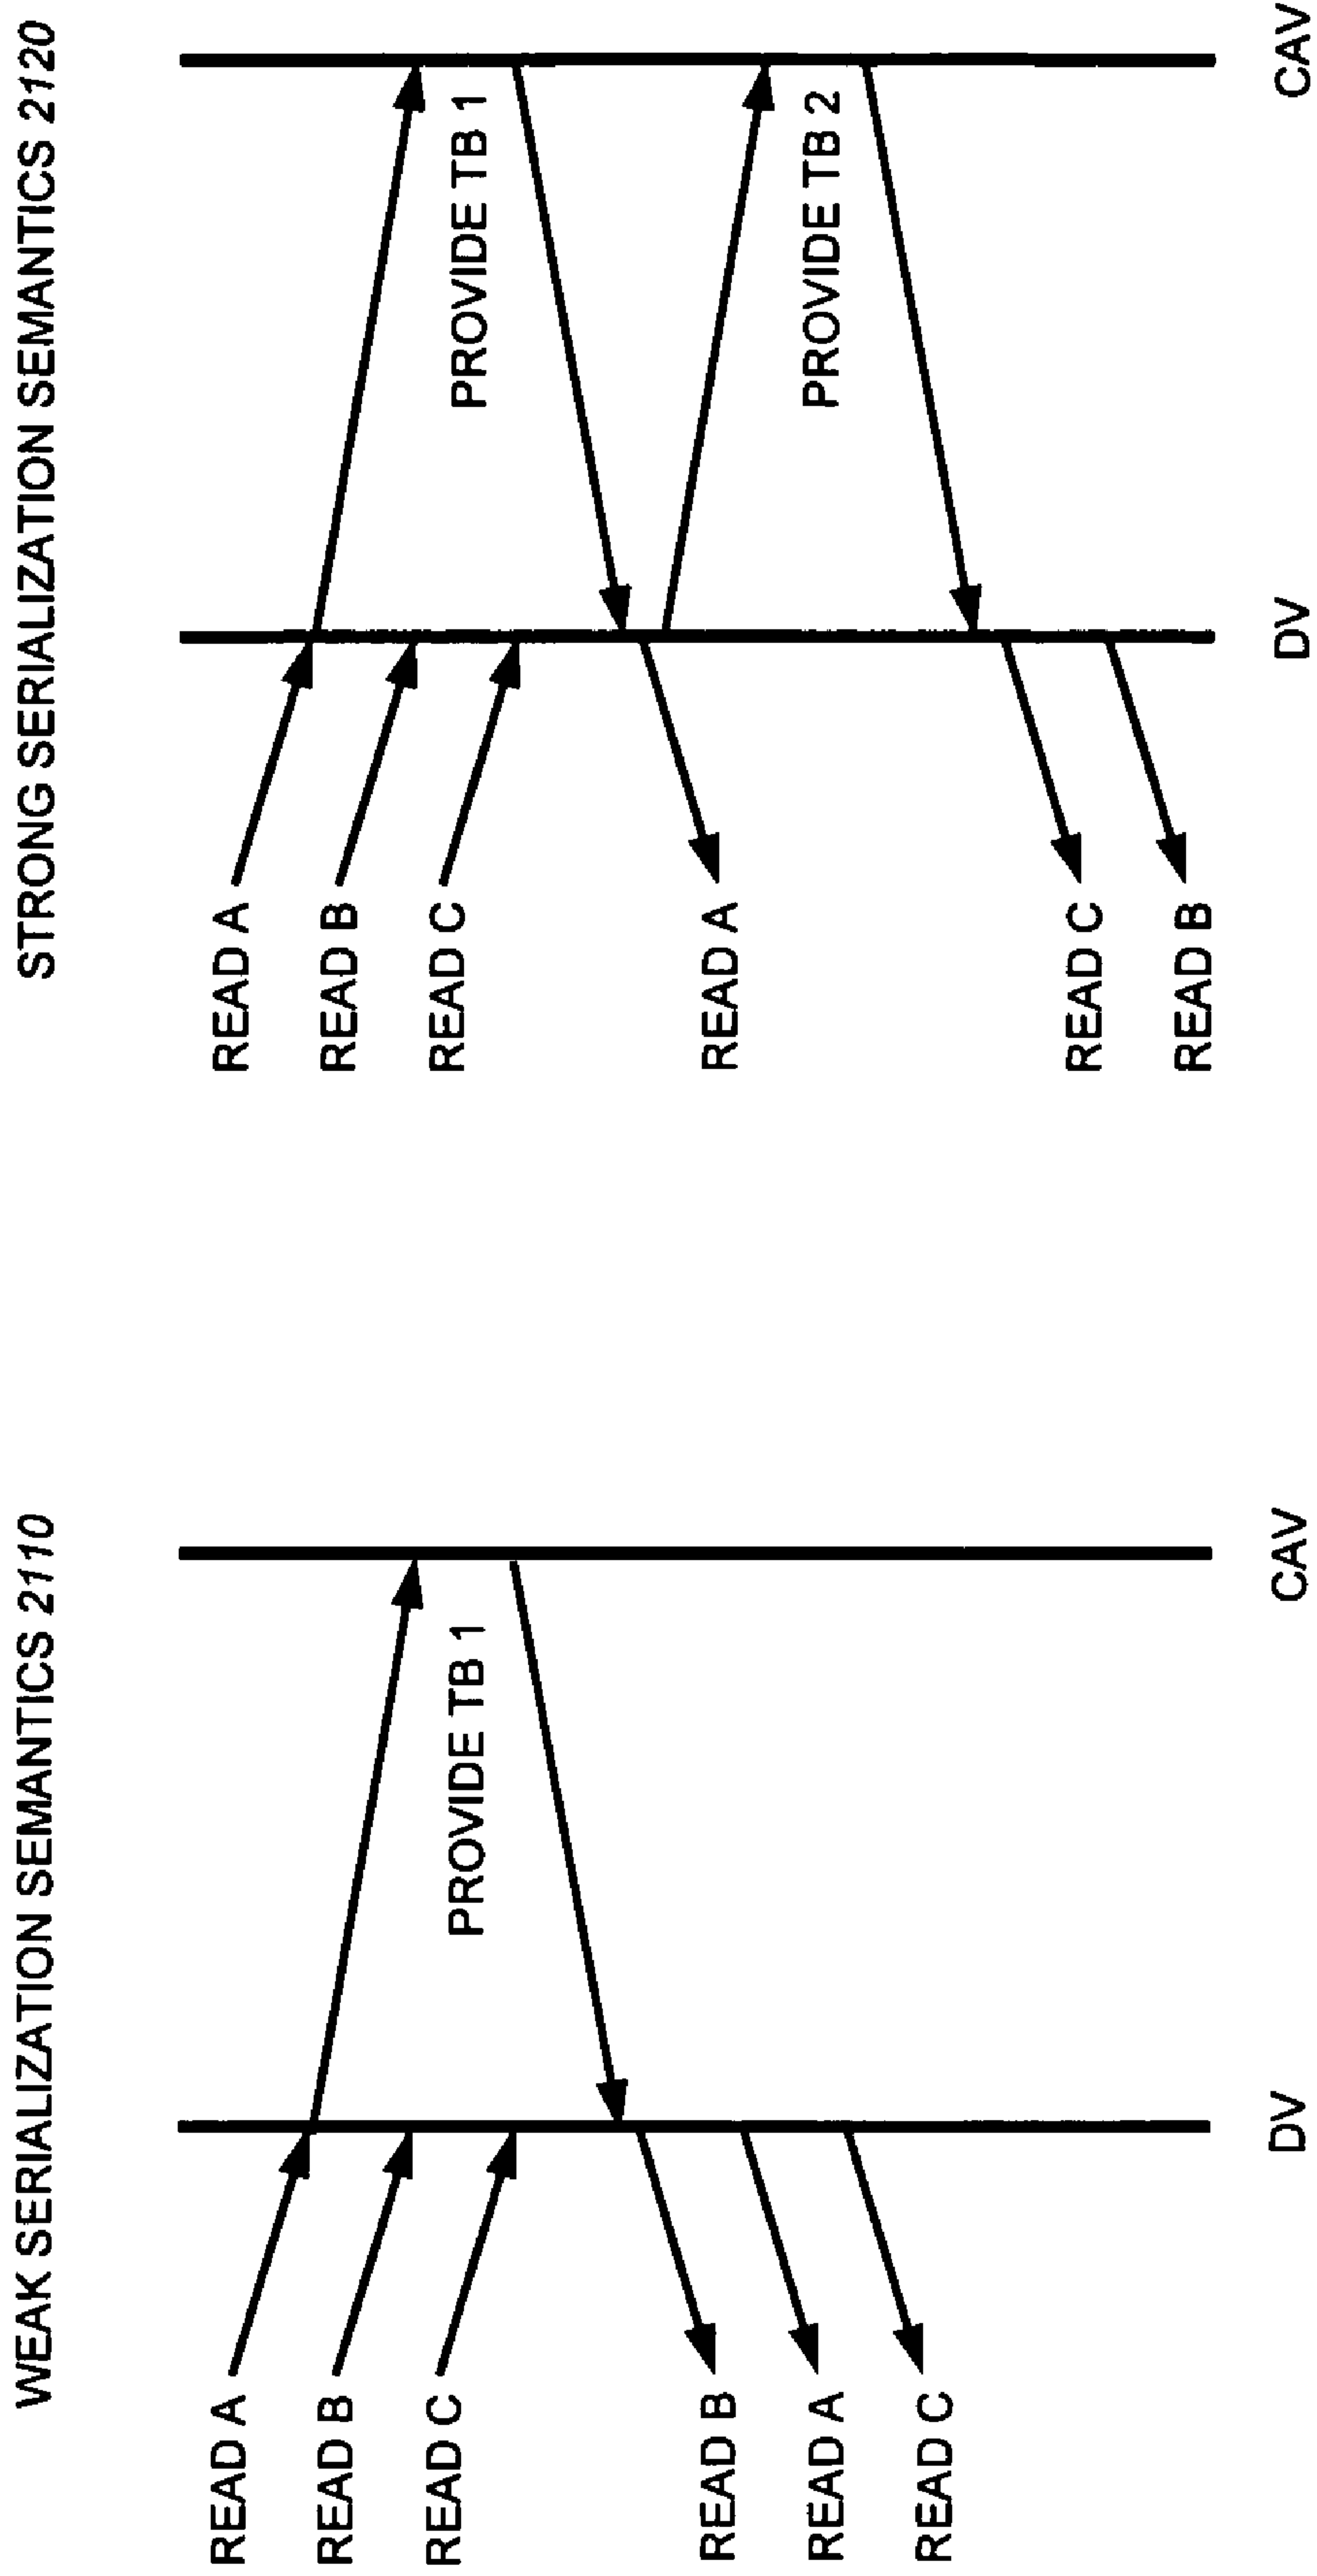 WEAK SERIALIZATION SEMANTICS 2110
READ A
READ B
READ C
PROVIDE TB 1
READ B
READ A
READ C
DV
CAV
STRONG SERIALIZATION SEMANTICS 2120
READ A
READ B
READ C
PROVIDE TB 1
READ A
PROVIDE TB 2
READ C
READ B
DV
CAV